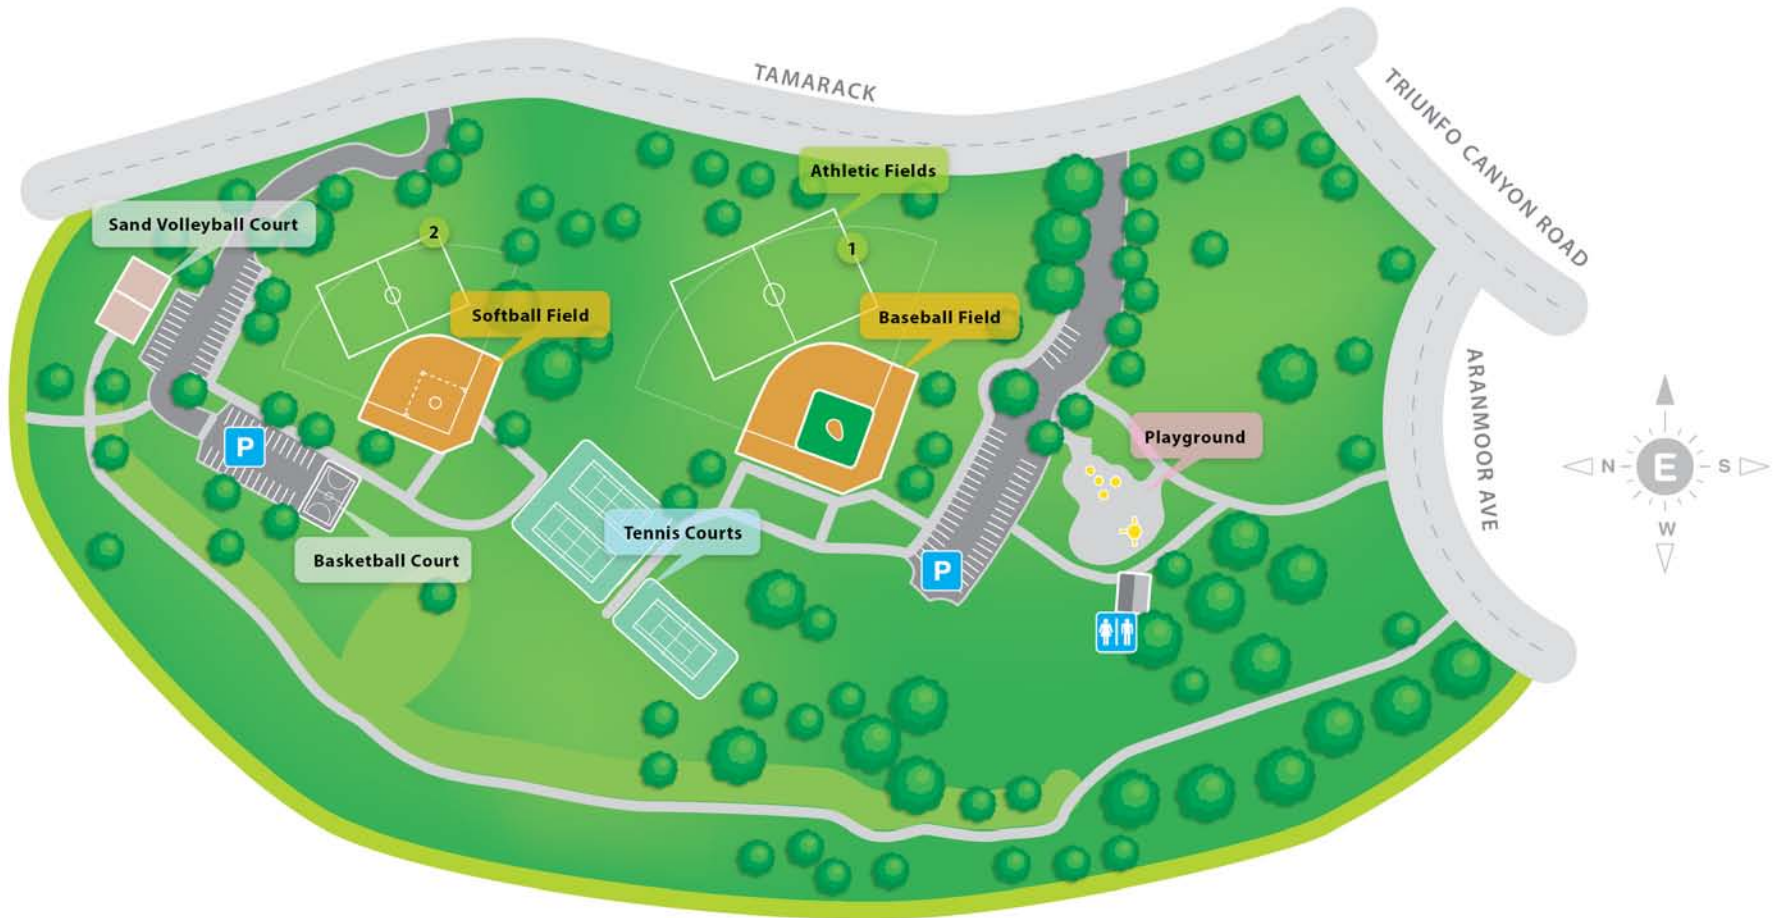 TAMARACK
TRIUNFO CANYON ROAD
Athletic Fields
Sand Volleyball Court
2
1
Softball Field
Baseball Field
ARANMOOR AVE
Playground
P
N
E
S
W
Tennis Courts
Basketball Court
P